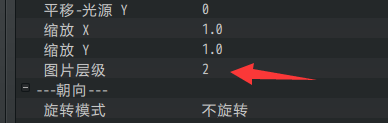 平移-光源 Y 0
缩放 X 1.0
缩放 Y 1.0
图片层级 2
---朝向---
旋转模式 不旋转